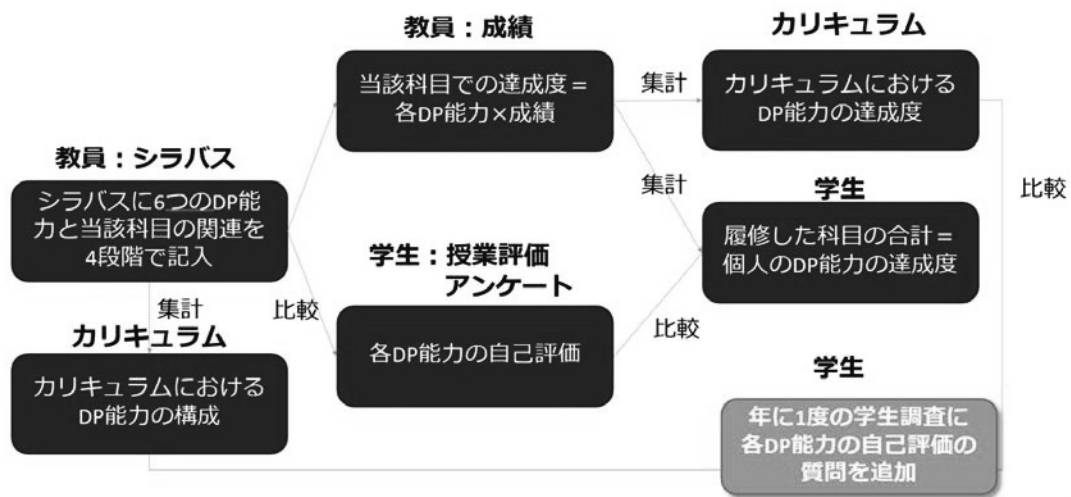 教員：シラバス
シラバスに6つのDP能
力と当該科目の関連を
4段階で記入
集計
カリキュラム
カリキュラムにおける
DP能力の構成
教員：成績
当該科目での達成度＝
各DP能力×成績
比較
学生：授業評価
アンケート
各DP能力の自己評価
集計
集計
比較
カリキュラム
カリキュラムにおける
DP能力の達成度
学生
履修した科目の合計＝
個人のDP能力の達成度
比較
学生
年に1度の学生調査に
各DP能力の自己評価の
質問を追加